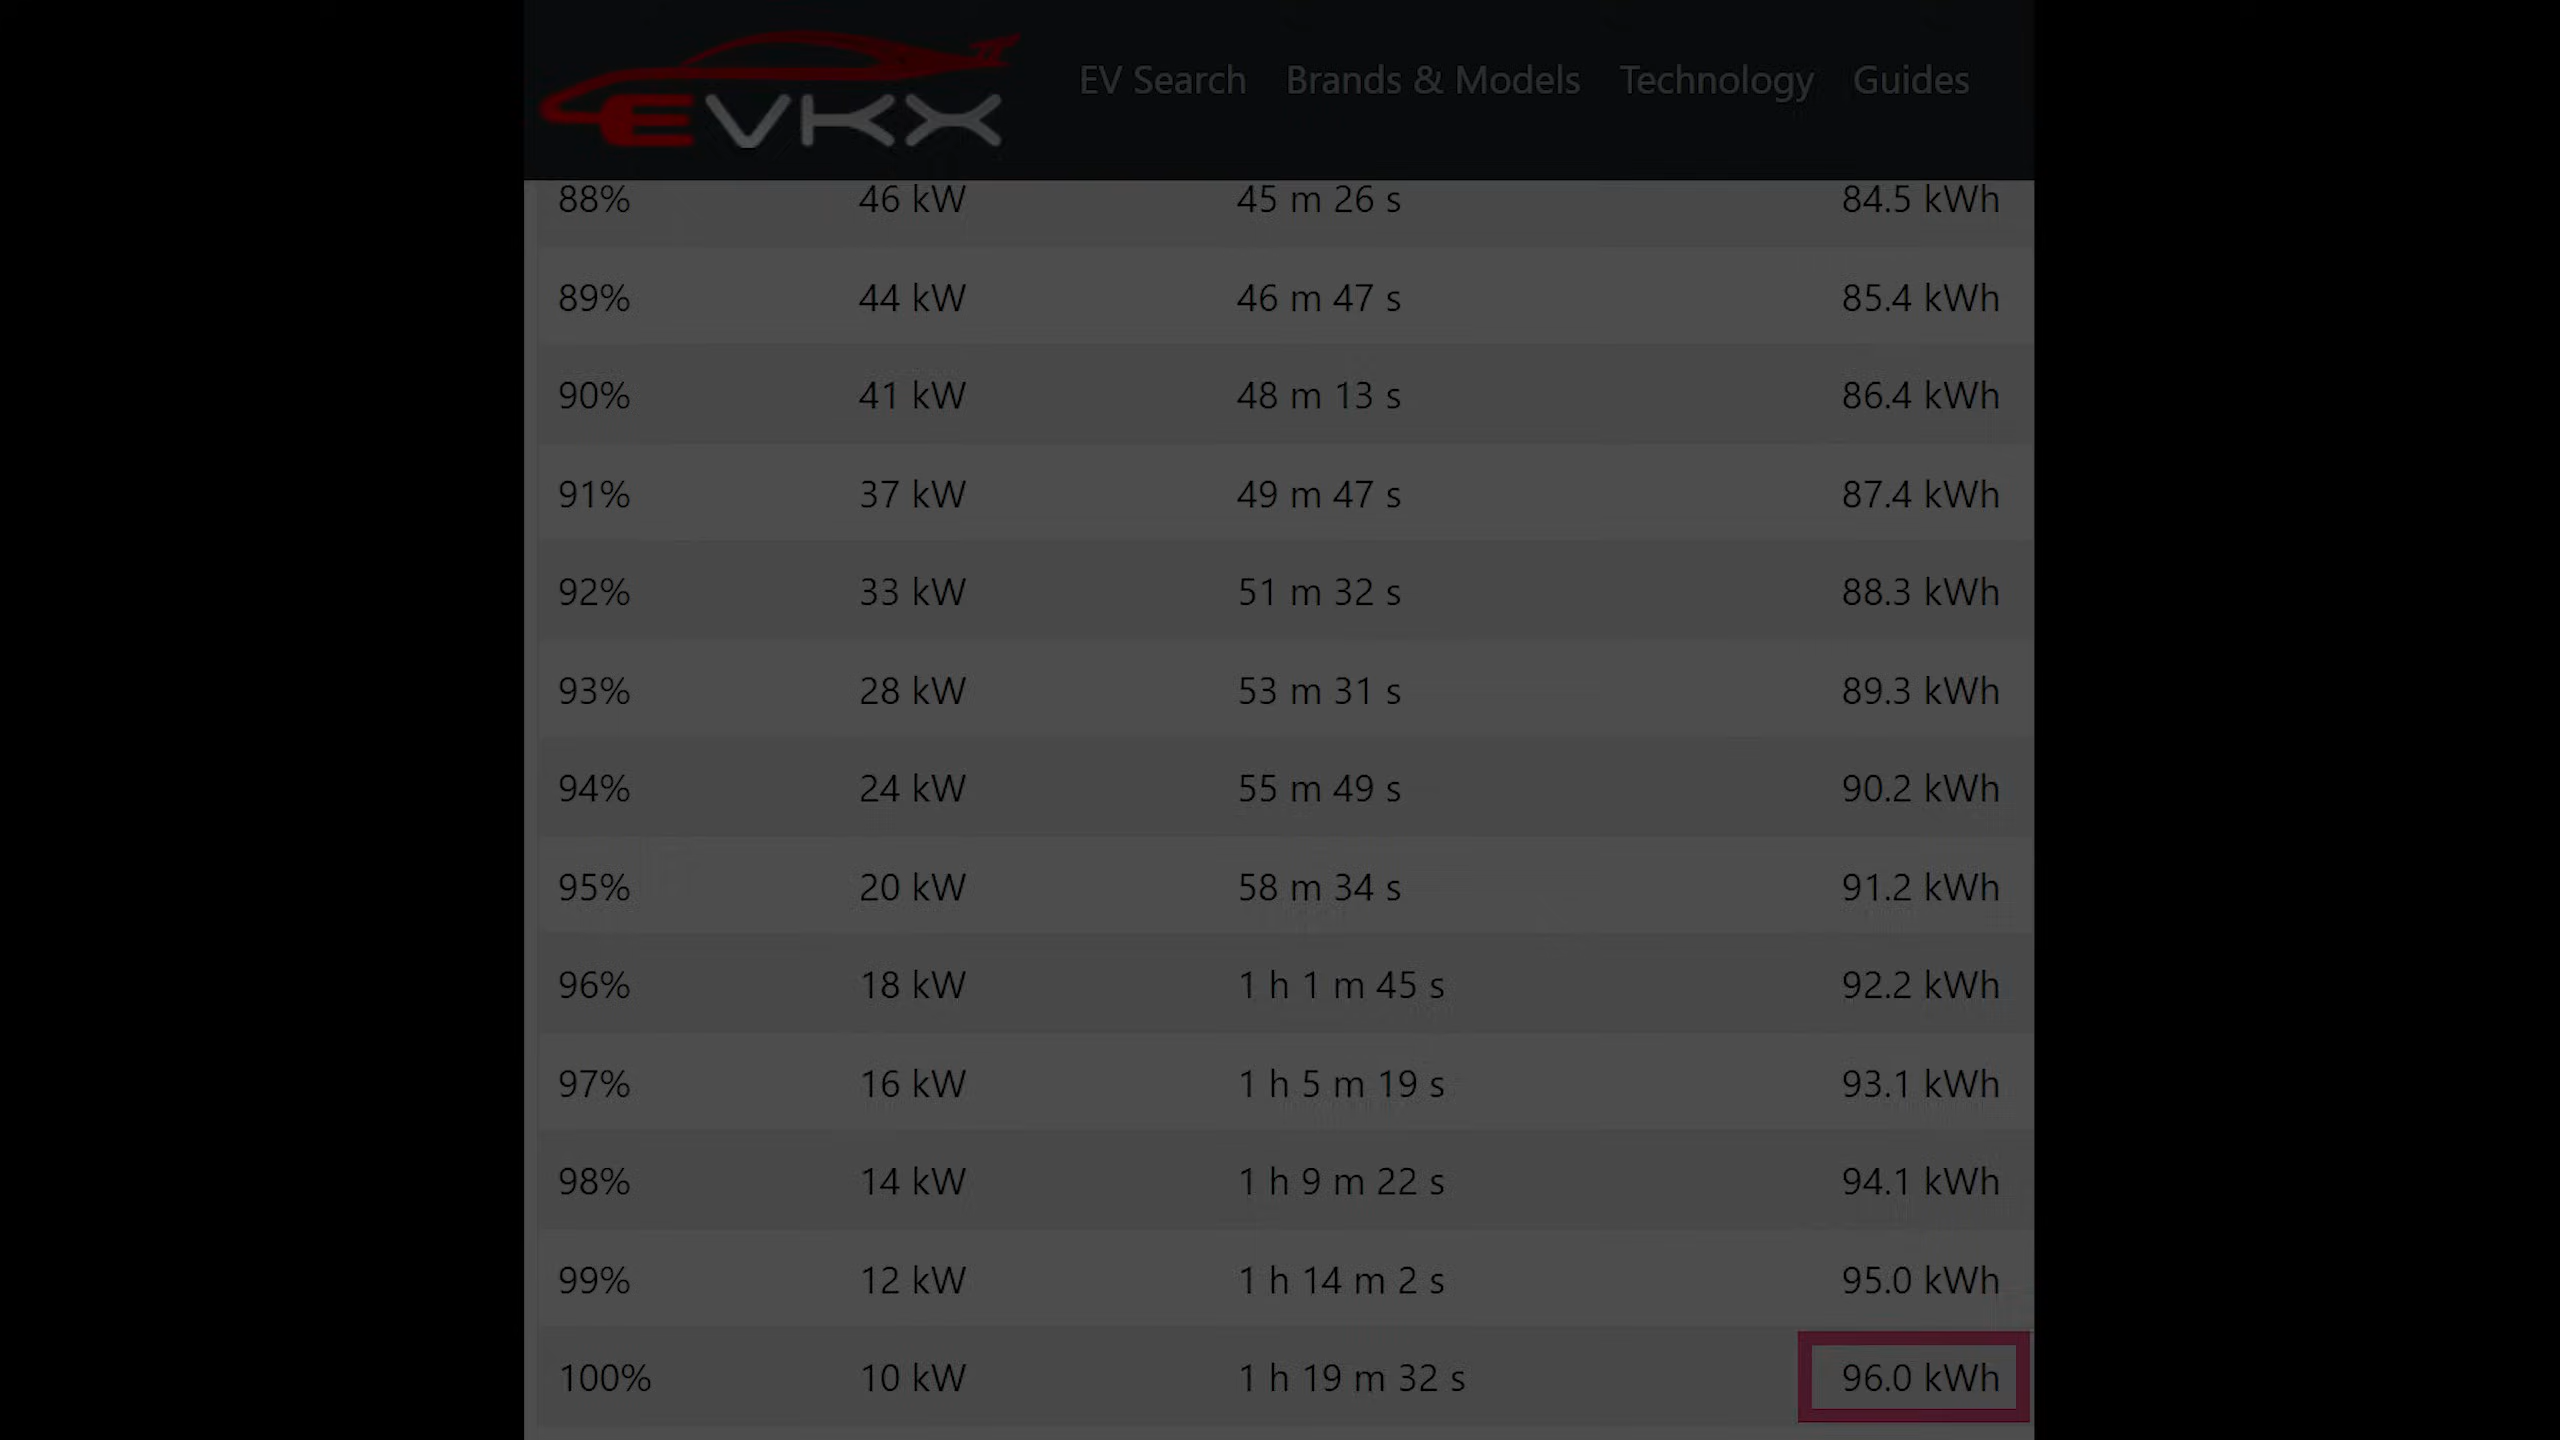 EVKX EV Search Brands & Models Technology Guides
88% 46 kW 45 m 26 s 84.5 kWh
89% 44 kW 46 m 47 s 85.4 kWh
90% 41 kW 48 m 13 s 86.4 kWh
91% 37 kW 49 m 47 s 87.4 kWh
92% 33 kW 51 m 32 s 88.3 kWh
93% 28 kW 53 m 31 s 89.3 kWh
94% 24 kW 55 m 49 s 90.2 kWh
95% 20 kW 58 m 34 s 91.2 kWh
96% 18 kW 1 h 1 m 45 s 92.2 kWh
97% 16 kW 1 h 5 m 19 s 93.1 kWh
98% 14 kW 1 h 9 m 22 s 94.1 kWh
99% 12 kW 1 h 14 m 2 s 95.0 kWh
100% 10 kW 1 h 19 m 32 s 96.0 kWh